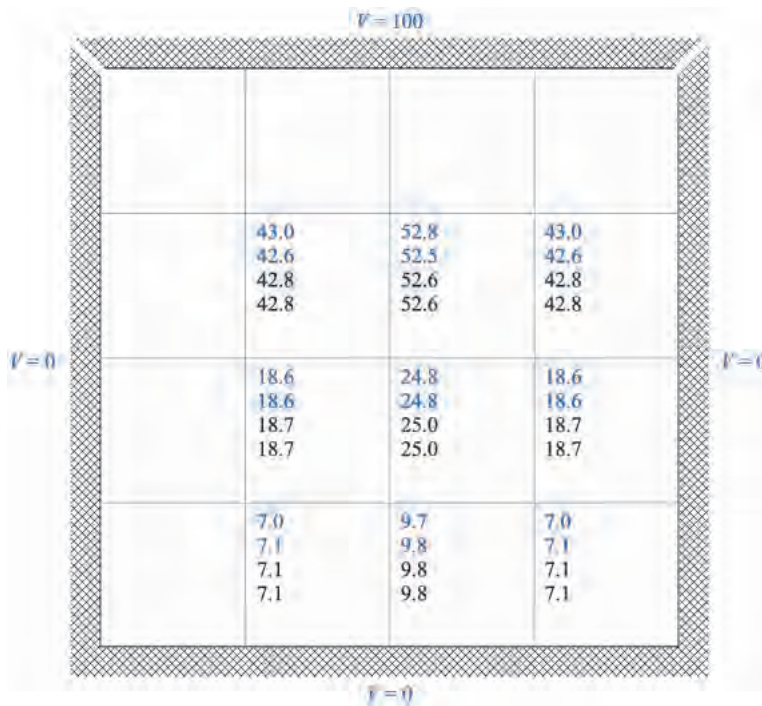 V = 100
43.0 52.8 43.0
42.6 52.5 42.6
42.8 52.6 42.8
42.8 52.6 42.8
V = 0 V = 0
18.6 24.8 18.6
18.6 24.8 18.6
18.7 25.0 18.7
18.7 25.0 18.7
7.0 9.7 7.0
7.1 9.8 7.1
7.1 9.8 7.1
7.1 9.8 7.1
V = 0